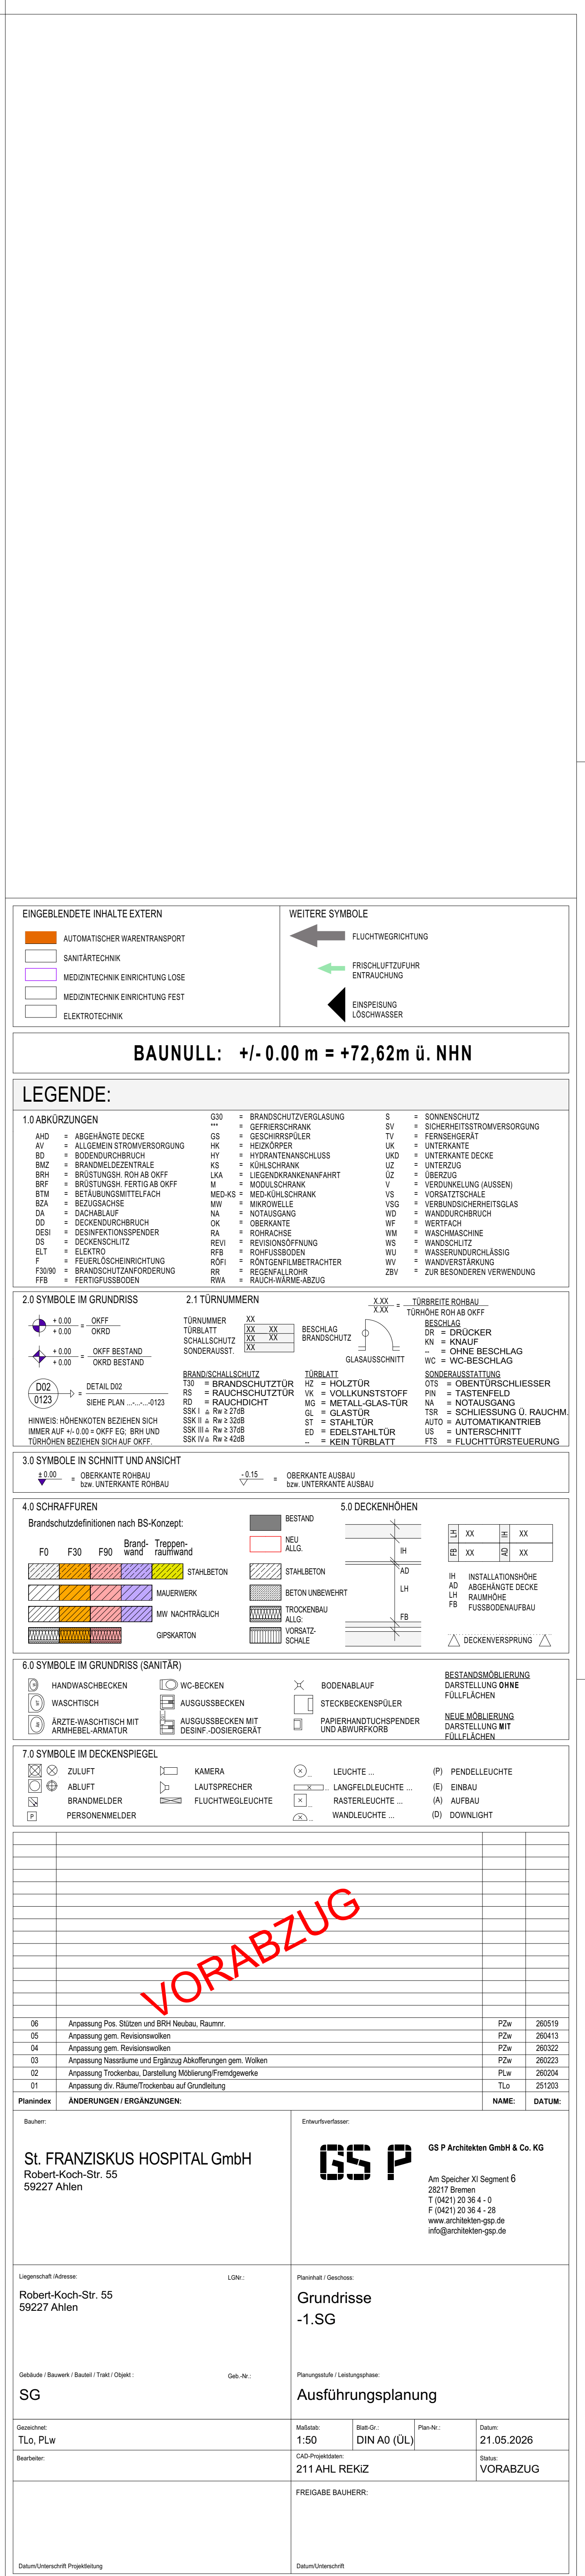 EINGEBLENDETE INHALTE EXTERN
AUTOMATISCHER WARENTRANSPORT
SANITÄRTECHNIK
MEDIZINTECHNIK EINRICHTUNG LOSE
MEDIZINTECHNIK EINRICHTUNG FEST
ELEKTROTECHNIK
WEITERE SYMBOLE
FLUCHTWEGRICHTUNG
FRISCHLUFTZUFUHR
ENTRAUCHUNG
EINSPEISUNG
LÖSCHWASSER
BAUNULL: +/- 0.00 m = +72,62m ü. NHN
LEGENDE:
1.0 ABKÜRZUNGEN
AHD = ABGEHÄNGTE DECKE
AV = ALLGEMEIN STROMVERSORGUNG
BD = BODENDURCHBRUCH
BMZ = BRANDMELDEZENTRALE
BRH = BRÜSTUNGSH. ROH AB OKFF
BRF = BRÜSTUNGSH. FERTIG AB OKFF
BTM = BETÄUBUNGSMITTELFACH
BZA = BEZUGSACHSE
DA = DACHABLAUF
DD = DECKENDURCHBRUCH
DESI = DESINFEKTIONSSPENDER
DS = DECKENSCHLITZ
ELT = ELEKTRO
F = FEUERLÖSCHEINRICHTUNG
F30/90 = BRANDSCHUTZANFORDERUNG
FFB = FERTIGFUSSBODEN
G30 = BRANDSCHUTZVERGLASUNG
*** = GEFRIERSCHRANK
GS = GESCHIRRSPÜLER
HK = HEIZKÖRPER
HY = HYDRANTENANSCHLUSS
KS = KÜHLSCHRANK
LKA = LIEGENDKRANKENANFAHRT
M = MODULSCHRANK
MED-KS = MED-KÜHLSCHRANK
MW = MIKROWELLE
NA = NOTAUSGANG
OK = OBERKANTE
RA = ROHRACHSE
REVI = REVISIONSÖFFNUNG
RFB = ROHFUSSBODEN
RÖFI = RÖNTGENFILMBETRACHTER
RR = REGENFALLROHR
RWA = RAUCH-WÄRME-ABZUG
S = SONNENSCHUTZ
SV = SICHERHEITSSTROMVERSORGUNG
TV = FERNSEHGERÄT
UK = UNTERKANTE
UKD = UNTERKANTE DECKE
UZ = UNTERZUG
ÜZ = ÜBERZUG
V = VERDUNKELUNG (AUSSEN)
VS = VORSATZTSCHALE
VSG = VERBUNDSICHERHEITSGLAS
WD = WANDDURCHBRUCH
WF = WERTFACH
WM = WASCHMASCHINE
WS = WANDSCHLITZ
WU = WASSERUNDURCHLÄSSIG
WV = WANDVERSTÄRKUNG
ZBV = ZUR BESONDEREN VERWENDUNG
2.0 SYMBOLE IM GRUNDRISS
+ 0.00 = OKFF
+ 0.00 OKRD
+ 0.00 = OKFF BESTAND
+ 0.00 OKRD BESTAND
D02
0123
= DETAIL D02
SIEHE PLAN ...-...-...-0123
HINWEIS: HÖHENKOTEN BEZIEHEN SICH
IMMER AUF +/- 0.00 = OKFF EG; BRH UND
TÜRHÖHEN BEZIEHEN SICH AUF OKFF.
2.1 TÜRNUMMERN
TÜRNUMMER XX
TÜRBLATT XX XX BESCHLAG
SCHALLSCHUTZ XX XX BRANDSCHUTZ
SONDERAUSST. XX
X.XX = TÜRBREITE ROHBAU
X.XX TÜRHÖHE ROH AB OKFF
GLASAUSSCHNITT
BESCHLAG
DR = DRÜCKER
KN = KNAUF
-- = OHNE BESCHLAG
WC = WC-BESCHLAG
BRAND/SCHALLSCHUTZ
T30 = BRANDSCHUTZTÜR
RS = RAUCHSCHUTZTÜR
RD = RAUCHDICHT
SSK I ≙ Rw ≥ 27dB
SSK II ≙ Rw ≥ 32dB
SSK III ≙ Rw ≥ 37dB
SSK IV ≙ Rw ≥ 42dB
TÜRBLATT
HZ = HOLZTÜR
VK = VOLLKUNSTSTOFF
MG = METALL-GLAS-TÜR
GL = GLASTÜR
ST = STAHLTÜR
ED = EDELSTAHLTÜR
-- = KEIN TÜRBLATT
SONDERAUSSTATTUNG
OTS = OBENTÜRSCHLIESSER
PIN = TASTENFELD
NA = NOTAUSGANG
TSR = SCHLIESSUNG Ü. RAUCHM.
AUTO = AUTOMATIKANTRIEB
US = UNTERSCHNITT
FTS = FLUCHTTÜRSTEUERUNG
3.0 SYMBOLE IN SCHNITT UND ANSICHT
± 0.00 = OBERKANTE ROHBAU
bzw. UNTERKANTE ROHBAU
- 0.15 = OBERKANTE AUSBAU
bzw. UNTERKANTE AUSBAU
4.0 SCHRAFFUREN
Brandschutzdefinitionen nach BS-Konzept:
F0 F30 F90 Brand-wand Treppen-raumwand
STAHLBETON
MAUERWERK
MW NACHTRÄGLICH
GIPSKARTON
BESTAND
NEU
ALLG.
STAHLBETON
BETON UNBEWEHRT
TROCKENBAU
ALLG:
VORSATZ-
SCHALE
5.0 DECKENHÖHEN
IH
AD
LH
FB
LH XX IH XX
FB XX AD XX
IH INSTALLATIONSHÖHE
AD ABGEHÄNGTE DECKE
LH RAUMHÖHE
FB FUSSBODENAUFBAU
DECKENVERSPRUNG
6.0 SYMBOLE IM GRUNDRISS (SANITÄR)
HANDWASCHBECKEN
WASCHTISCH
ÄRZTE-WASCHTISCH MIT
ARMHEBEL-ARMATUR
WC-BECKEN
AUSGUSSBECKEN
AUSGUSSBECKEN MIT
DESINF.-DOSIERGERÄT
BODENABLAUF
STECKBECKENSPÜLER
PAPIERHANDTUCHSPENDER
UND ABWURFKORB
BESTANDSMÖBLIERUNG
DARSTELLUNG OHNE
FÜLLFLÄCHEN
NEUE MÖBLIERUNG
DARSTELLUNG MIT
FÜLLFLÄCHEN
7.0 SYMBOLE IM DECKENSPIEGEL
ZULUFT
ABLUFT
BRANDMELDER
P PERSONENMELDER
KAMERA
LAUTSPRECHER
FLUCHTWEGLEUCHTE
... LEUCHTE ...
... LANGFELDLEUCHTE ...
... RASTERLEUCHTE ...
... WANDLEUCHTE ...
(P) PENDELLEUCHTE
(E) EINBAU
(A) AUFBAU
(D) DOWNLIGHT
VORABZUG
06 Anpassung Pos. Stützen und BRH Neubau, Raumnr. PZw 260519
05 Anpassung gem. Revisionswolken PZw 260413
04 Anpassung gem. Revisionswolken PZw 260322
03 Anpassung Nassräume und Ergänzug Abkofferungen gem. Wolken PZw 260223
02 Anpassung Trockenbau, Darstellung Möblierung/Fremdgewerke PLw 260204
01 Anpassung div. Räume/Trockenbau auf Grundleitung TLo 251203
Planindex ÄNDERUNGEN / ERGÄNZUNGEN: NAME: DATUM:
Bauherr:
St. FRANZISKUS HOSPITAL GmbH
Robert-Koch-Str. 55
59227 Ahlen
Entwurfsverfasser:
GS P
GS P Architekten GmbH & Co. KG
Am Speicher XI Segment 6
28217 Bremen
T (0421) 20 36 4 - 0
F (0421) 20 36 4 - 28
www.architekten-gsp.de
info@architekten-gsp.de
Liegenschaft /Adresse:
LGNr.:
Robert-Koch-Str. 55
59227 Ahlen
Planinhalt / Geschoss:
Grundrisse
-1.SG
Gebäude / Bauwerk / Bauteil / Trakt / Objekt :
Geb.-Nr.:
SG
Planungsstufe / Leistungsphase:
Ausführungsplanung
Gezeichnet:
TLo, PLw
Maßstab:
1:50
Blatt-Gr.:
DIN A0 (ÜL)
Plan-Nr.:
Datum:
21.05.2026
Bearbeiter:
CAD-Projektdaten:
211 AHL REKiZ
Status:
VORABZUG
FREIGABE BAUHERR:
Datum/Unterschrift Projektleitung
Datum/Unterschrift